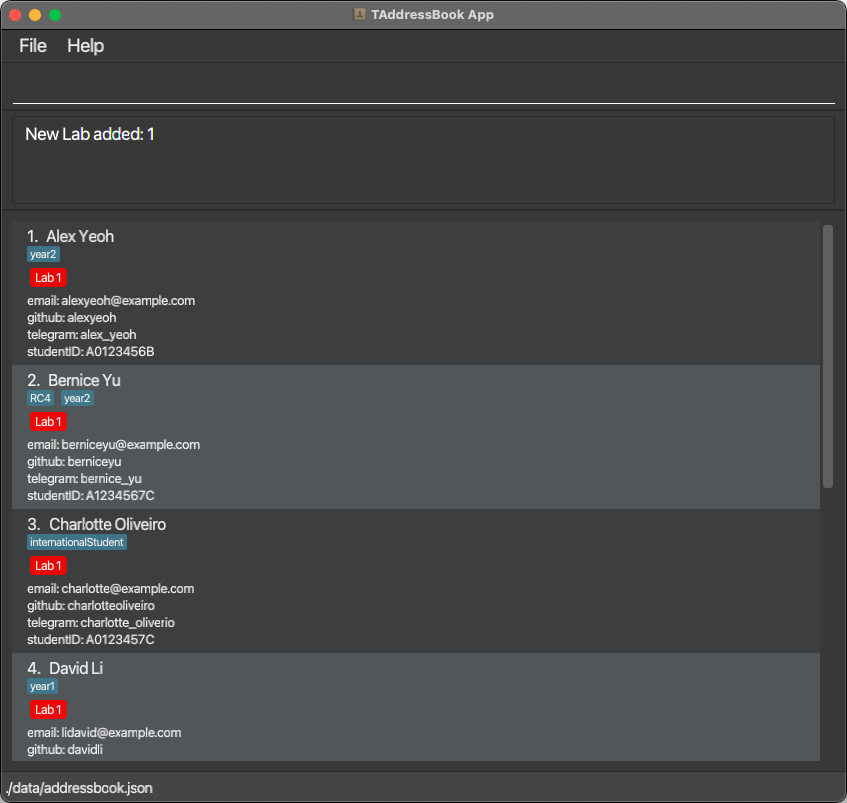 TAddressBook App
File Help
New Lab added: 1
1. Alex Yeoh
year2
Lab 1
email: alexyeoh@example.com
github: alexyeoh
telegram: alex_yeoh
studentID: A0123456B
2. Bernice Yu
RC4 year2
Lab 1
email: berniceyu@example.com
github: berniceyu
telegram: bernice_yu
studentID: A1234567C
3. Charlotte Oliveiro
internationalStudent
Lab 1
email: charlotte@example.com
github: charlotteoliveiro
telegram: charlotte_oliverio
studentID: A0123457C
4. David Li
year1
Lab 1
email: lidavid@example.com
github: davidli
./data/addressbook.json